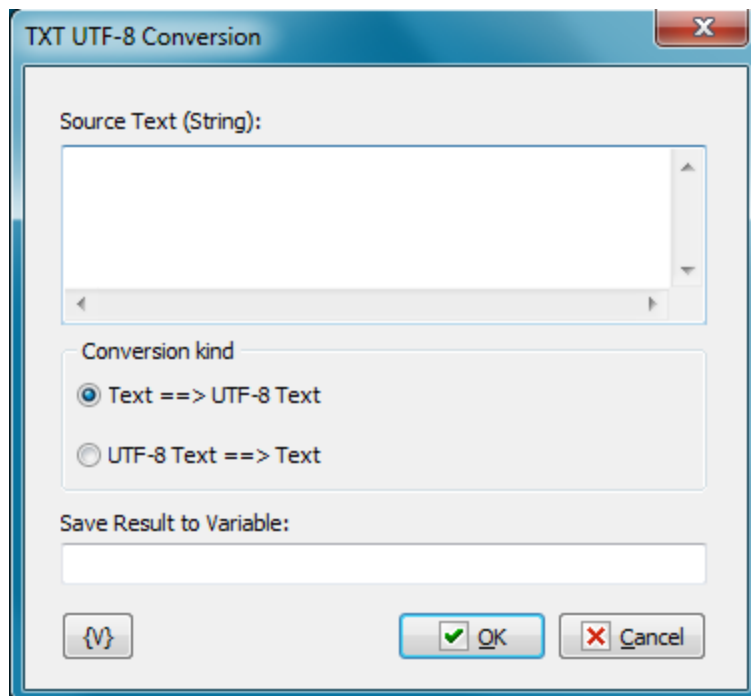 TXT UTF-8 Conversion
Source Text (String):
Conversion kind
Text ==> UTF-8 Text
UTF-8 Text ==> Text
Save Result to Variable:
{V} OK Cancel